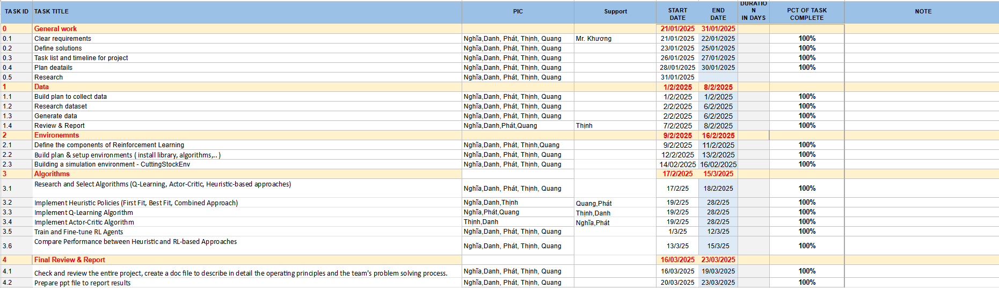 TASK ID TASK TITLE PIC Support START DATE END DATE DURATION IN DAYS PCT OF TASK COMPLETE NOTE
0 General work 21/01/2025 31/01/2025
0.1 Clear requirements Nghĩa,Danh, Phát, Thịnh, Quang Mr. Khương 21/01/2025 22/01/2025 100%
0.2 Define solutions Nghĩa,Danh, Phát, Thịnh, Quang 23/01/2025 25/01/2025 100%
0.3 Task list and timeline for project Nghĩa,Danh, Phát, Thịnh, Quang 26/01/2025 27/01/2025 100%
0.4 Plan deatails Nghĩa,Danh, Phát, Thịnh, Quang 28//01/2025 30/01/2025 100%
0.5 Research Nghĩa,Danh, Phát, Thịnh, Quang 31/01/2025
1 Data 1/2/2025 8/2/2025
1.1 Build plan to collect data Nghĩa,Danh, Phát, Thịnh, Quang 1/2/2025 1/2/2025 100%
1.2 Research dataset Nghĩa,Danh, Phát, Thịnh, Quang 2/2/2025 6/2/2025 100%
1.3 Generate data Nghĩa,Danh, Phát, Thịnh, Quang 2/2/2025 6/2/2025 100%
1.4 Review & Report Nghĩa,Danh,Phát,Quang Thịnh 7/2/2025 8/2/2025 100%
2 Environemnts 9/2/2025 16/2/2025
2.1 Define the components of Reinforcement Learning Nghĩa,Danh, Phát, Thịnh,Quang 9/2/2025 11/2/2025 100%
2.2 Build plan & setup environments ( install library, algorithms,.. ) Nghĩa,Danh, Phát, Thịnh, Quang 12/2/2025 13/2/2025 100%
2.3 Building a simulation environment - CuttingStockEnv Nghĩa,Danh, Phát, Thịnh, Quang 14/02/2025 16/02/2025 100%
3 Algorithms 17/2/2025 15/3/2025
3.1 Research and Select Algorithms (Q-Learning, Actor-Critic, Heuristic-based approaches) Nghĩa,Danh, Phát, Thịnh, Quang 17/2/25 18/2/2025 100%
3.2 Implement Heuristic Policies (First Fit, Best Fit, Combined Approach) Nghĩa,Danh,Thịnh Quang,Phát 19/2/25 28/2/25 100%
3.3 Implement Q-Learning Algorithm Nghĩa,Phát,Quang Thịnh,Danh 19/2/25 28/2/25 100%
3.4 Implement Actor-Critic Algorithm Thịnh,Danh Nghĩa,Phát 19/2/25 28/2/25 100%
3.5 Train and Fine-tune RL Agents Nghĩa,Danh, Phát, Thịnh, Quang 1/3/25 12/3/25 100%
3.6 Compare Performance between Heuristic and RL-based Approaches Nghĩa,Danh, Phát, Thịnh, Quang 13/3/25 15/3/25 100%
4 Final Review & Report 16/03/2025 23/03/2025
4.1 Check and review the entire project, create a doc file to describe in detail the operating principles and the team's problem solving process. Nghĩa,Danh, Phát, Thịnh, Quang 16/03/2025 19/03/2025 100%
4.2 Prepare ppt file to report results Nghĩa,Danh, Phát, Thịnh, Quang 20/03/2025 23/03/2025 100%